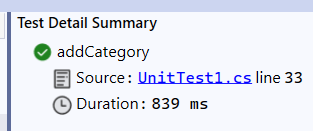 Test Detail Summary
addCategory
Source: UnitTest1.cs line 33
Duration: 839 ms